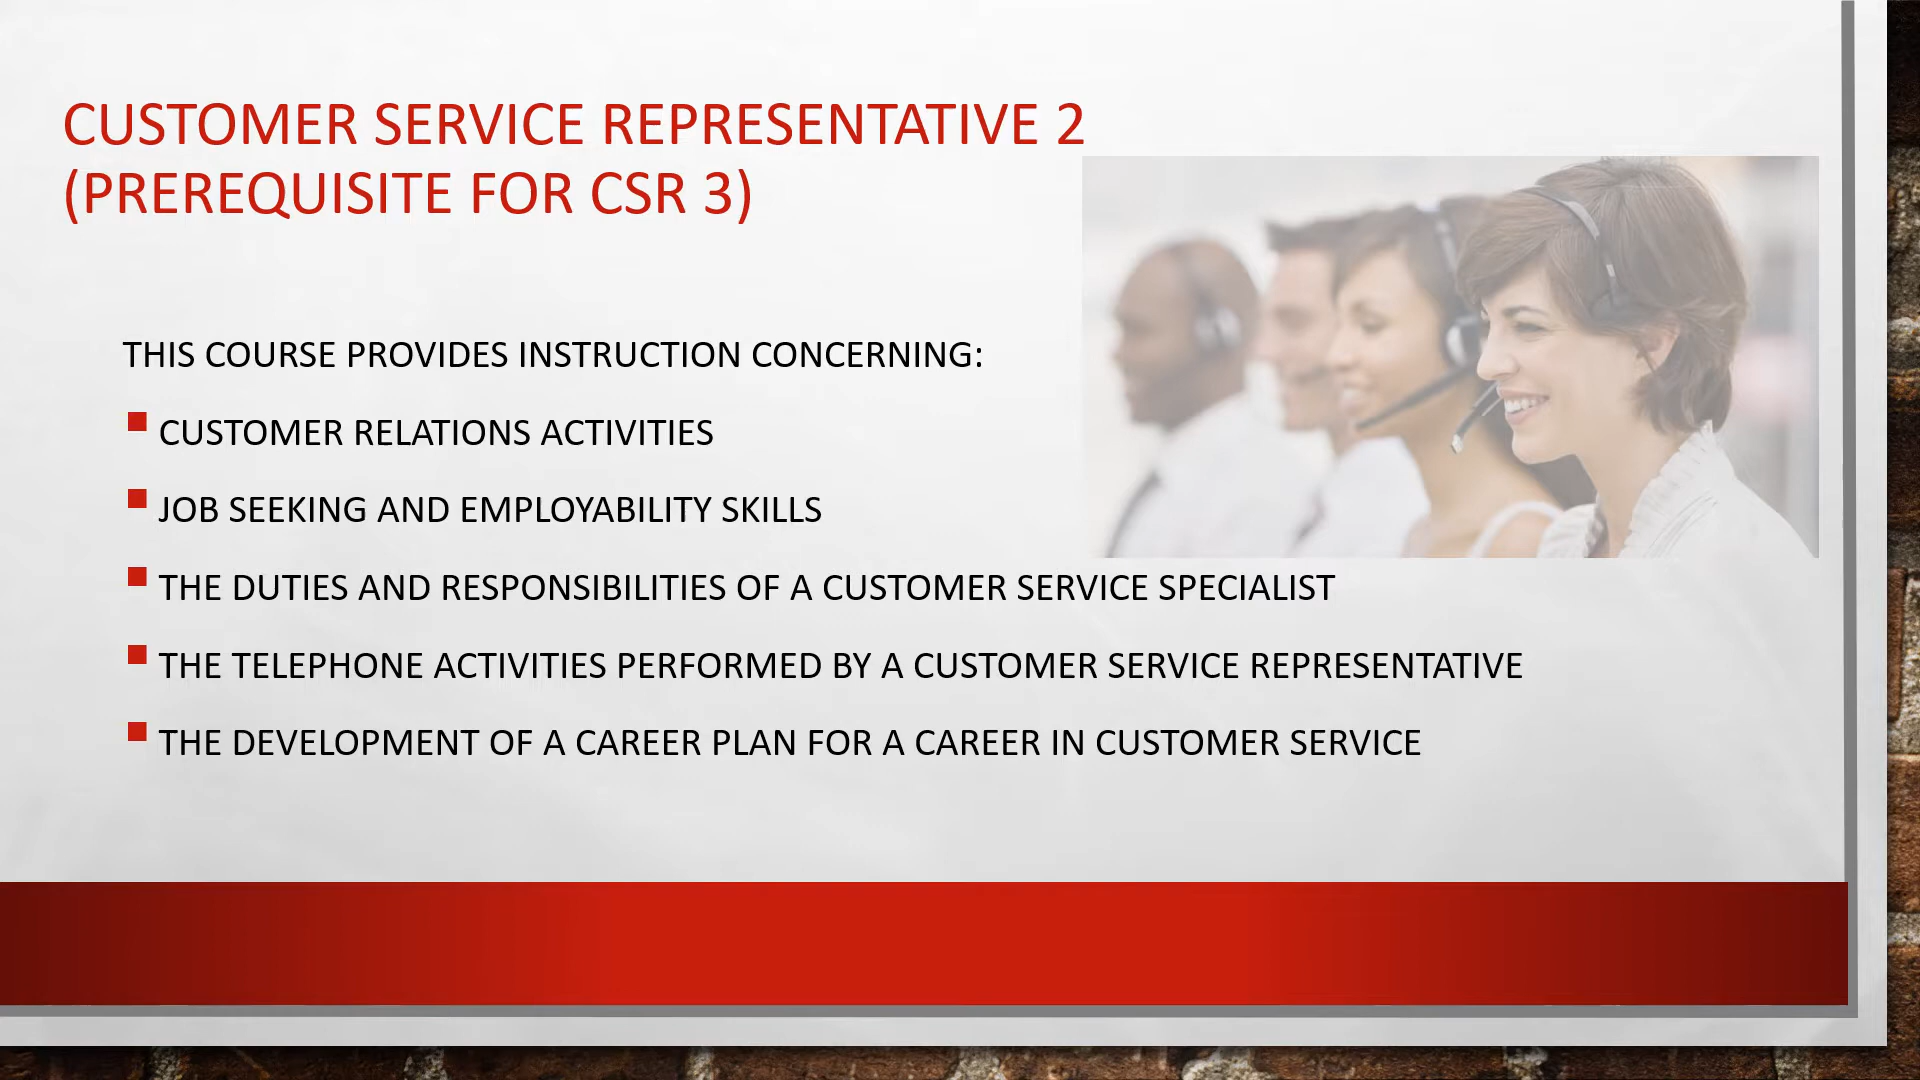 CUSTOMER SERVICE REPRESENTATIVE 2
(PREREQUISITE FOR CSR 3)
THIS COURSE PROVIDES INSTRUCTION CONCERNING:
CUSTOMER RELATIONS ACTIVITIES
JOB SEEKING AND EMPLOYABILITY SKILLS
THE DUTIES AND RESPONSIBILITIES OF A CUSTOMER SERVICE SPECIALIST
THE TELEPHONE ACTIVITIES PERFORMED BY A CUSTOMER SERVICE REPRESENTATIVE
THE DEVELOPMENT OF A CAREER PLAN FOR A CAREER IN CUSTOMER SERVICE